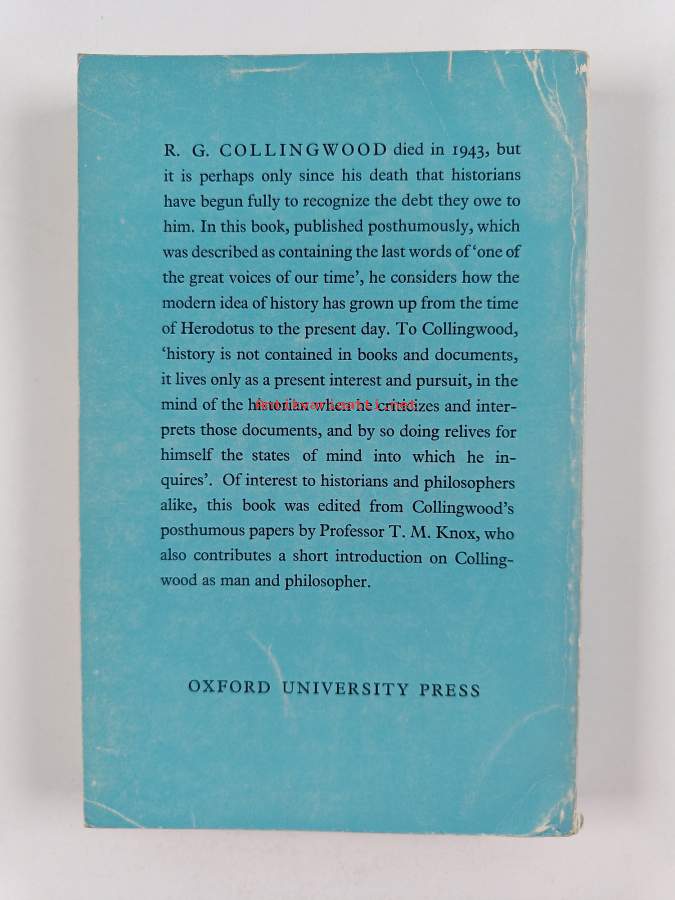 R. G. COLLINGWOOD died in 1943, but
it is perhaps only since his death that historians
have begun fully to recognize the debt they owe to
him. In this book, published posthumously, which
was described as containing the last words of 'one of
the great voices of our time', he considers how the
modern idea of history has grown up from the time
of Herodotus to the present day. To Collingwood,
'history is not contained in books and documents,
it lives only as a present interest and pursuit, in the
mind of the historian when he criticizes and inter-
prets those documents, and by so doing relives for
himself the states of mind into which he in-
quires'. Of interest to historians and philosophers
alike, this book was edited from Collingwood's
posthumous papers by Professor T. M. Knox, who
also contributes a short introduction on Colling-
wood as man and philosopher.
OXFORD UNIVERSITY PRESS